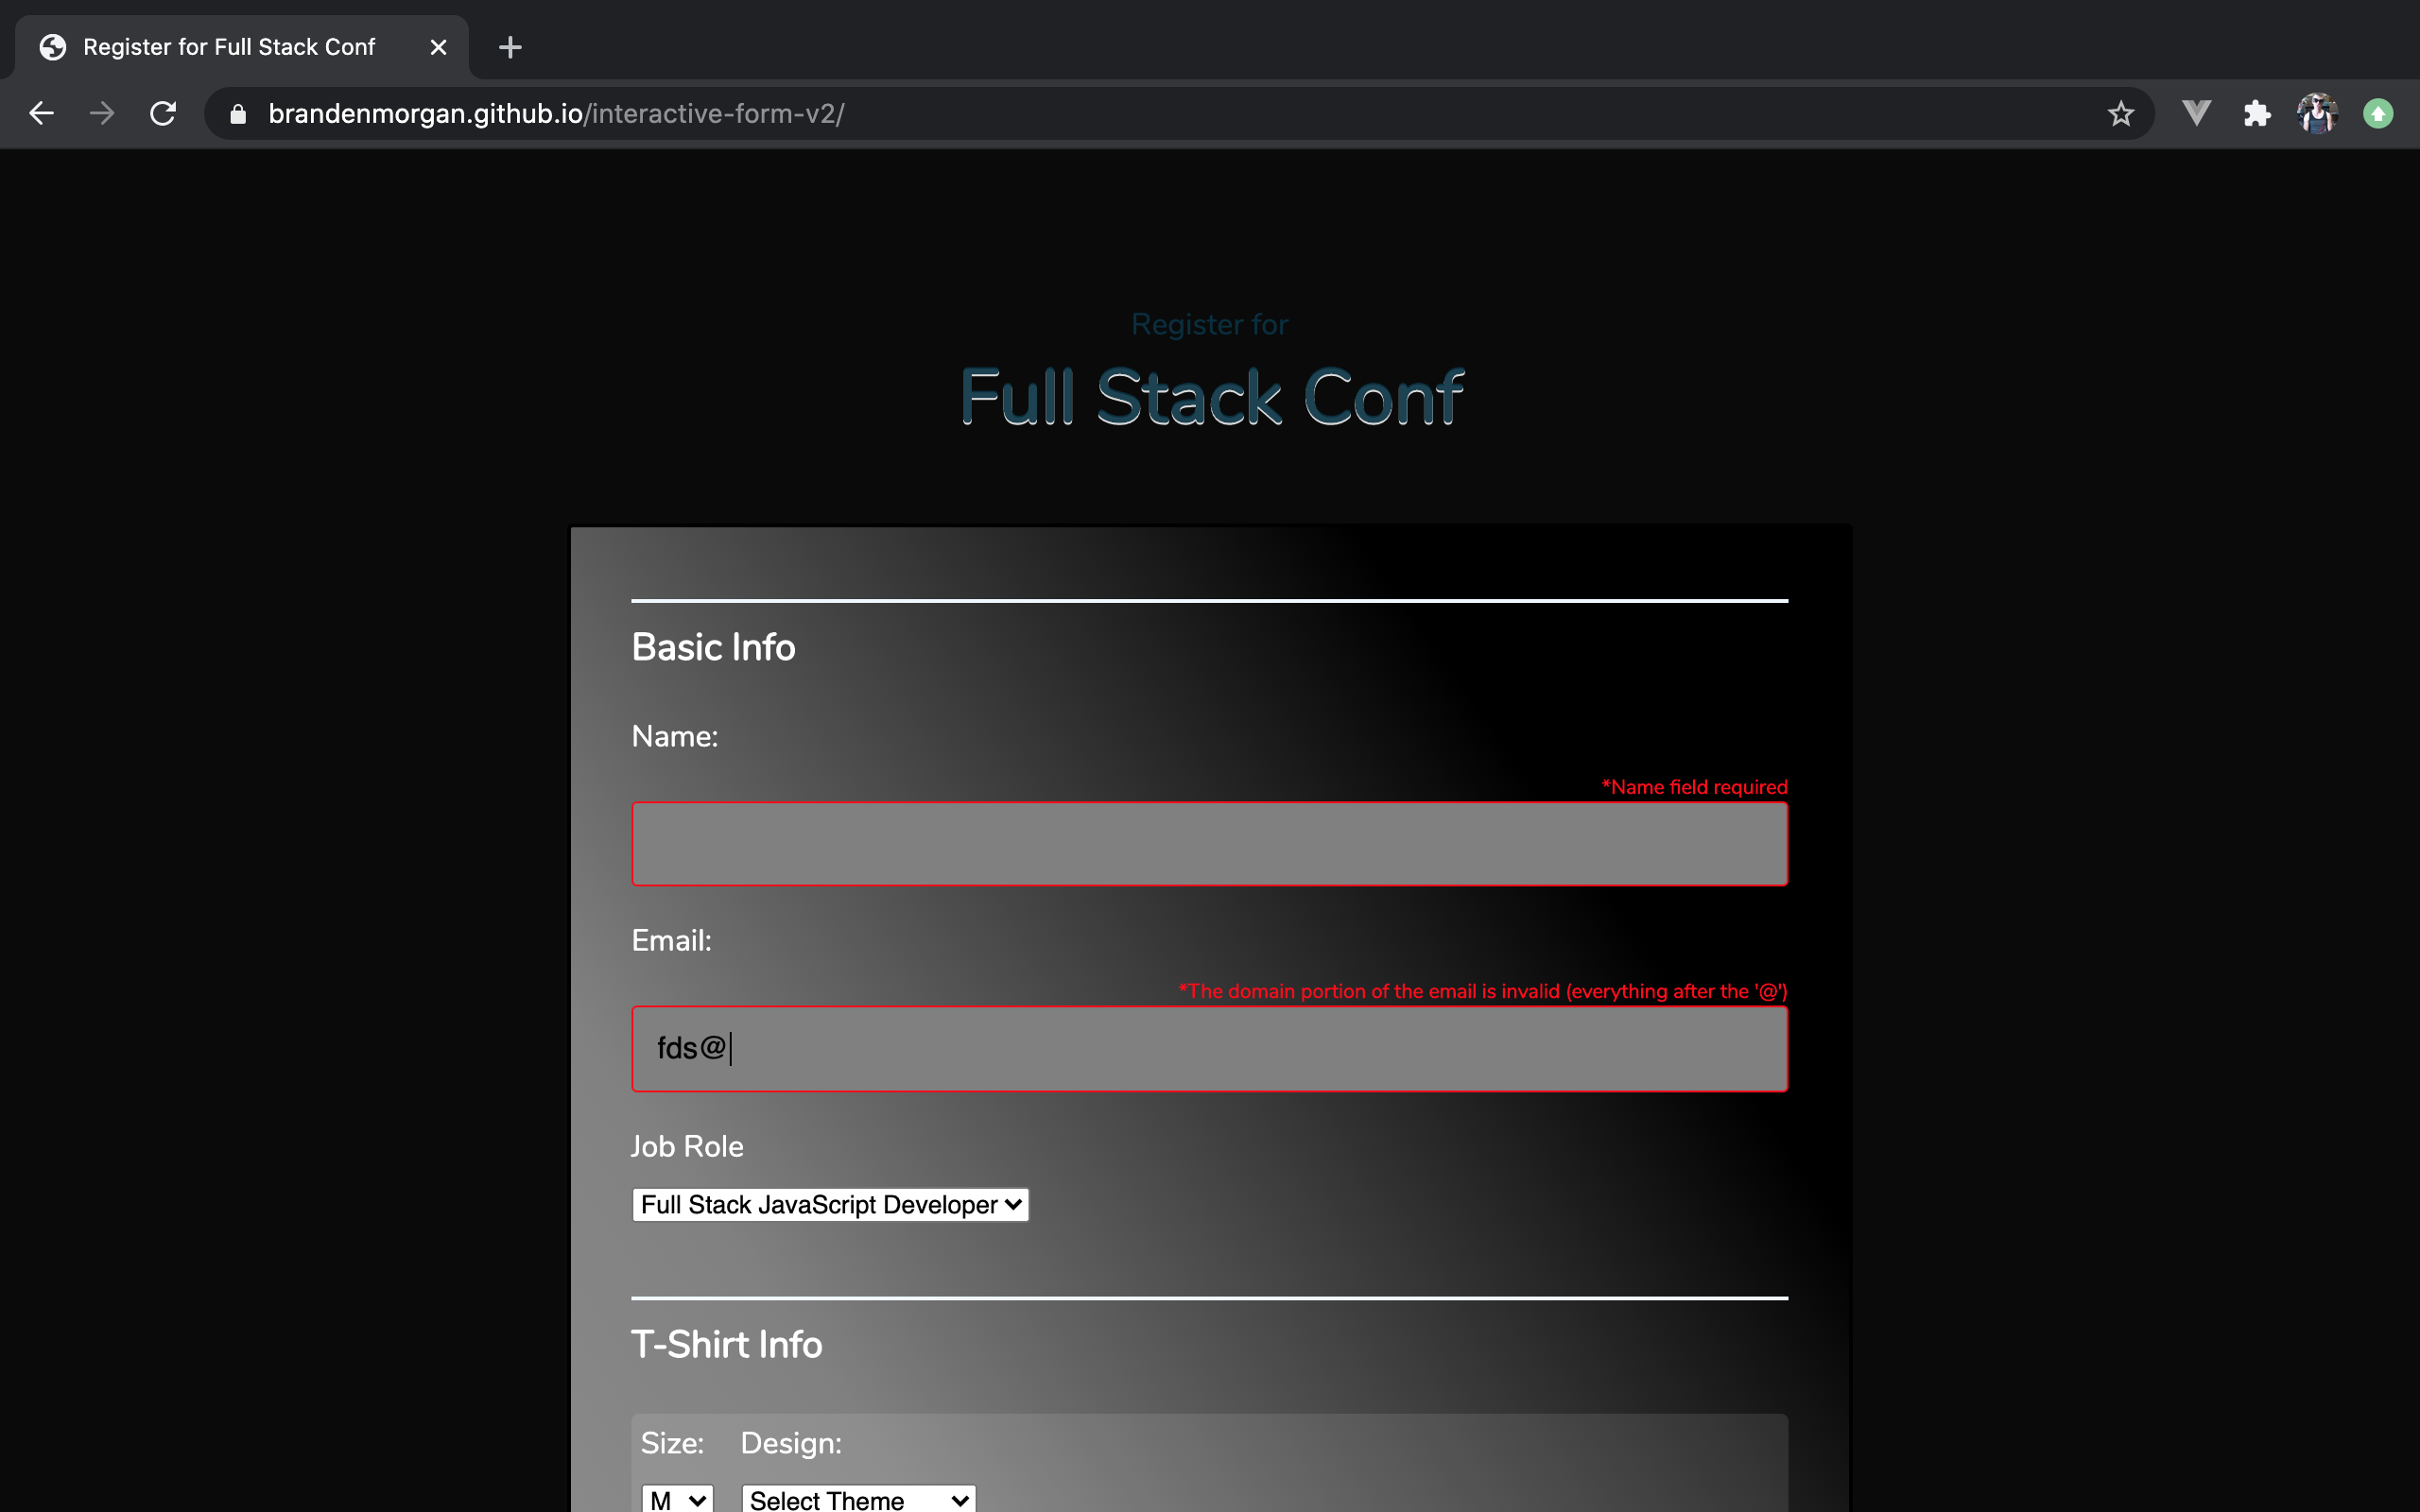 Register for Full Stack Conf
brandenmorgan.github.io/interactive-form-v2/
Register for
Full Stack Conf
Basic Info
Name:
*Name field required
Email:
*The domain portion of the email is invalid (everything after the '@')
fds@
Job Role
Full Stack JavaScript Developer
T-Shirt Info
Size: Design:
M Select Theme